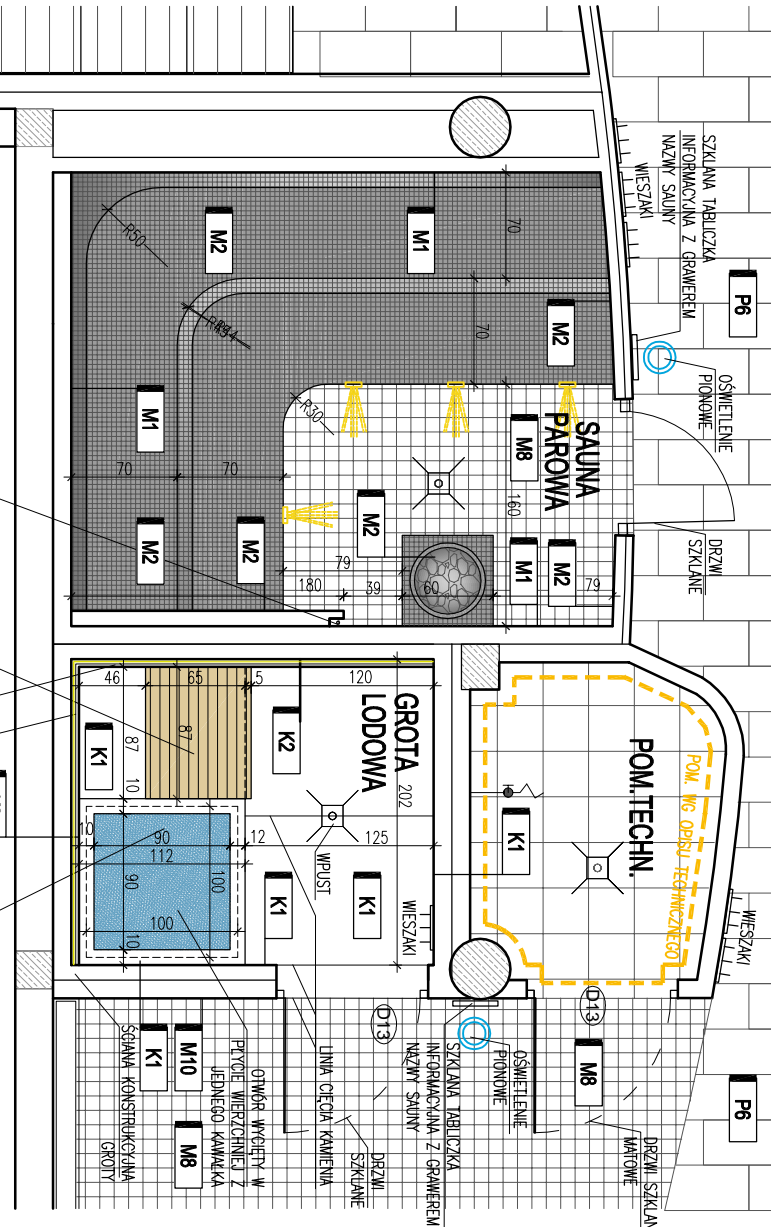 SZKLANA TABLICZKA
INFORMACYJNA Z GRAWEREM
NAZWY SAUNY
WIESZAKI
P6
OŚWIETLENIE
PIONOWE
DRZWI
SZKLANE
M2
M1
70
R50
70
M2
SAUNA
PAROWA
M8
R30
160
M1
70
70
M2
M2
M2
M1
M2
79
180
39
60
79
46
65
5
120
GROTA
LODOWA
202
K2
87
87
10
K1
10
90
112
12
125
90
100
100
10
WPUST
K1
K1
WIESZAKI
POM.TECHN.
POM. WG OPISU TECHNICZNEGO
K1
WIESZAKI
D13
D13
P6
M8
DRZWI SZKLAN
MATOWE
OŚWIETLENIE
PIONOWE
SZKLANA TABLICZKA
INFORMACYJNA Z GRAWEREM
NAZWY SAUNY
DRZWI
SZKLANE
LINIA CIĘCIA KAMIENIA
OTWÓR WYCIĘTY W
PŁYCIE WIERZCHNIEJ Z
JEDNEGO KAWAŁKA
M10
K1
M8
ŚCIANA KONSTRUKCYJNA
GROTY